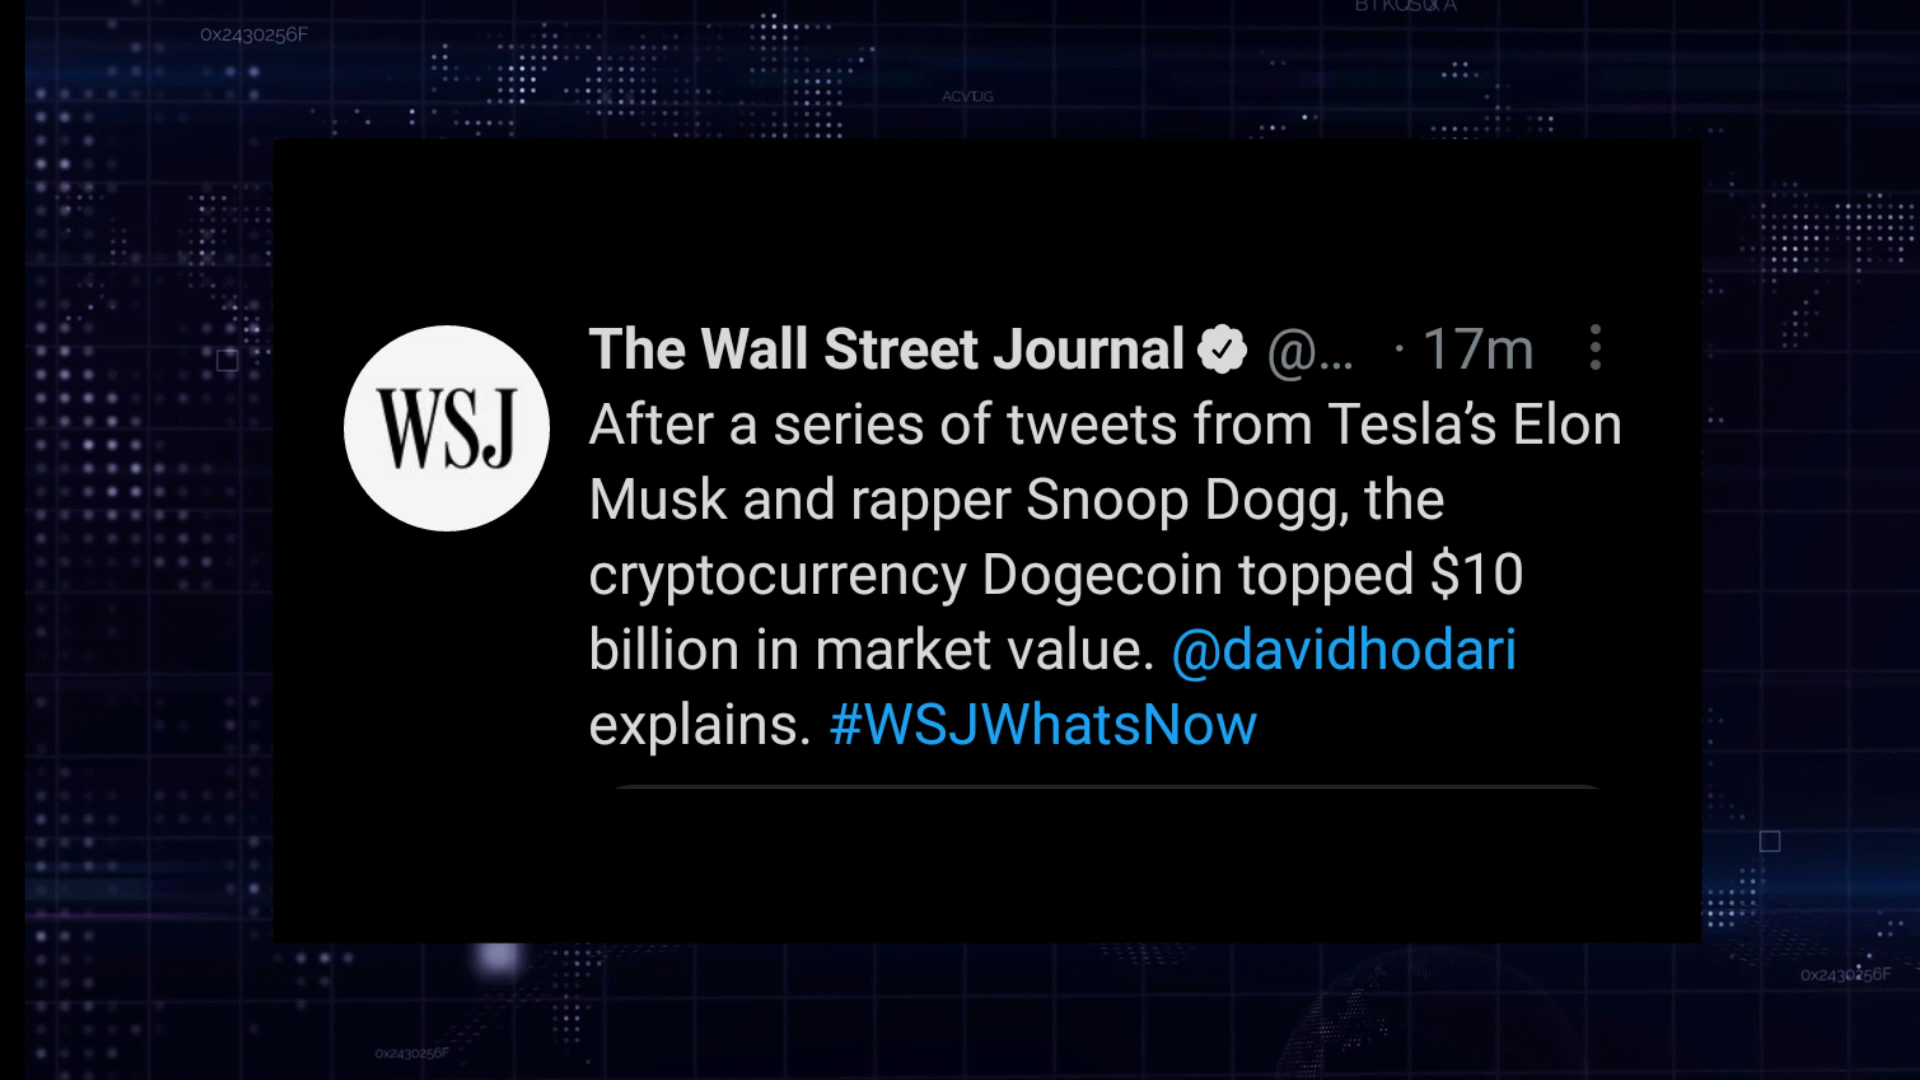 0x2430256F
ACVTUG
WSJ
The Wall Street Journal @... · 17m
After a series of tweets from Tesla’s Elon
Musk and rapper Snoop Dogg, the
cryptocurrency Dogecoin topped $10
billion in market value. @davidhodari
explains. #WSJWhatsNow
0x2430256F
0x2430256F